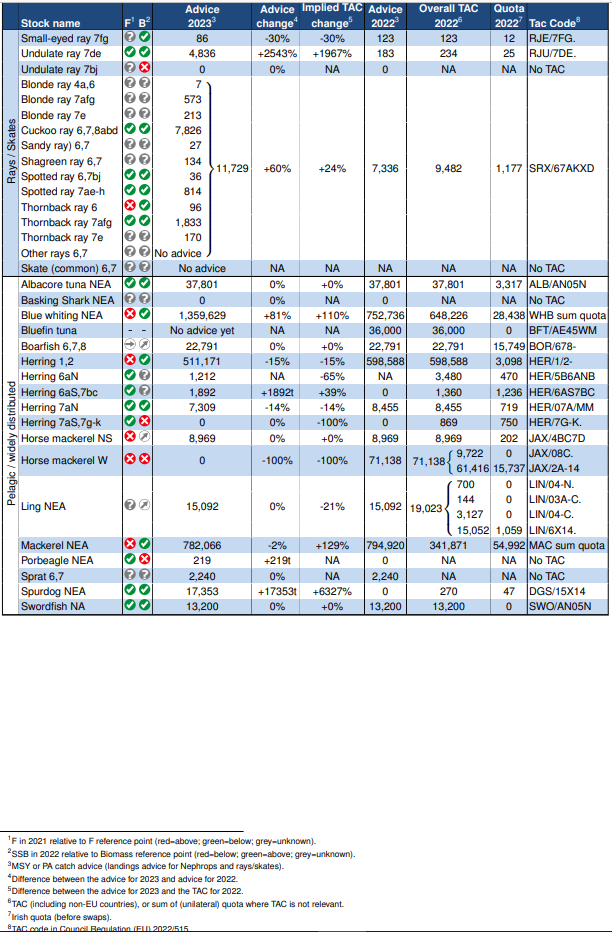 Advice Advice Implied TAC Advice Overall TAC Quota
Stock name F1 B2 2023³ change⁴ change⁵ 2022³ 2022⁶ 2022⁷ Tac Code⁸
Rays / Skates
Small-eyed ray 7fg ? 86 -30% -30% 123 123 12 RJE/7FG.
Undulate ray 7de 4,836 +2543% +1967% 183 234 25 RJU/7DE.
Undulate ray 7bj ? 0 0% NA 0 NA NA No TAC
Blonde ray 4a,6 ? ? 7
Blonde ray 7afg ? ? 573
Blonde ray 7e ? ? 213
Cuckoo ray 6,7,8abd 7,826
Sandy ray) 6,7 ? ? 27
Shagreen ray 6,7 ? ? 134
11,729 +60% +24% 7,336 9,482 1,177 SRX/67AKXD
Spotted ray 6,7bj 36
Spotted ray 7ae-h 814
Thornback ray 6 96
Thornback ray 7afg 1,833
Thornback ray 7e ? ? 170
Other rays 6,7 ? ? No advice
Skate (common) 6,7 ? ? No advice NA NA NA NA NA No TAC
Pelagic / widely distributed
Albacore tuna NEA 37,801 0% +0% 37,801 37,801 3,317 ALB/AN05N
Basking Shark NEA ? ? 0 0% NA 0 NA NA No TAC
Blue whiting NEA 1,359,629 +81% +110% 752,736 648,226 28,438 WHB sum quota
Bluefin tuna - - No advice yet NA NA 36,000 36,000 0 BFT/AE45WM
Boarfish 6,7,8 22,791 0% +0% 22,791 22,791 15,749 BOR/678-
Herring 1,2 511,171 -15% -15% 598,588 598,588 3,098 HER/1/2-
Herring 6aN ? 1,212 NA -65% NA 3,480 470 HER/5B6ANB
Herring 6aS,7bc ? 1,892 +1892t +39% 0 1,360 1,236 HER/6AS7BC
Herring 7aN 7,309 -14% -14% 8,455 8,455 719 HER/07A/MM
Herring 7aS,7g-k 0 0% -100% 0 869 750 HER/7G-K.
Horse mackerel NS 8,969 0% +0% 8,969 8,969 202 JAX/4BC7D
Horse mackerel W 0 -100% -100% 71,138 71,138
9,722 0 JAX/08C.
61,416 15,737 JAX/2A-14
Ling NEA ? 15,092 0% -21% 15,092 19,023
700 0 LIN/04-N.
144 0 LIN/03A-C.
3,127 0 LIN/04-C.
15,052 1,059 LIN/6X14.
Mackerel NEA 782,066 -2% +129% 794,920 341,871 54,992 MAC sum quota
Porbeagle NEA 219 +219t NA 0 NA NA No TAC
Sprat 6,7 ? ? 2,240 0% NA 2,240 NA NA No TAC
Spurdog NEA 17,353 +17353t +6327% 0 270 47 DGS/15X14
Swordfish NA 13,200 0% +0% 13,200 13,200 0 SWO/AN05N
¹F in 2021 relative to F reference point (red=above; green=below; grey=unknown).
²SSB in 2022 relative to Biomass reference point (red=below; green=above; grey=unknown).
³MSY or PA catch advice (landings advice for Nephrops and rays/skates).
⁴Difference between the advice for 2023 and advice for 2022.
⁵Difference between the advice for 2023 and the TAC for 2022.
⁶TAC (including non-EU countries), or sum of (unilateral) quota where TAC is not relevant.
⁷Irish quota (before swaps).
⁸TAC code in Council Regulation (EU) 2022/515